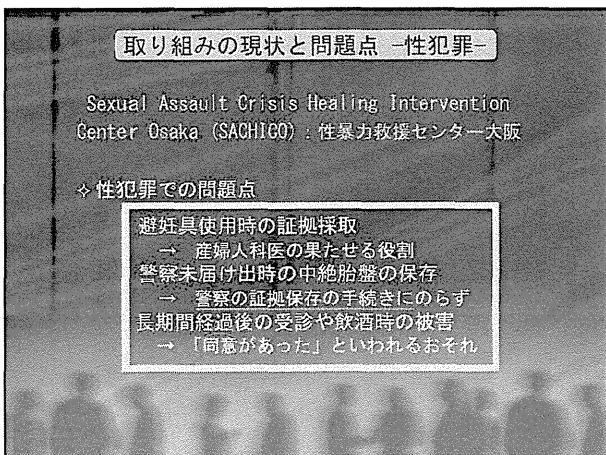 取り組みの現状と問題点 -性犯罪-
Sexual Assault Crisis Healing Intervention
Center Osaka (SACHICO)：性暴力救援センター大阪
✧ 性犯罪での問題点
避妊具使用時の証拠採取
→ 産婦人科医の果たせる役割
警察未届け出時の中絶胎盤の保存
→ 警察の証拠保存の手続きにのらず
長期間経過後の受診や飲酒時の被害
→ 「同意があった」といわれるおそれ